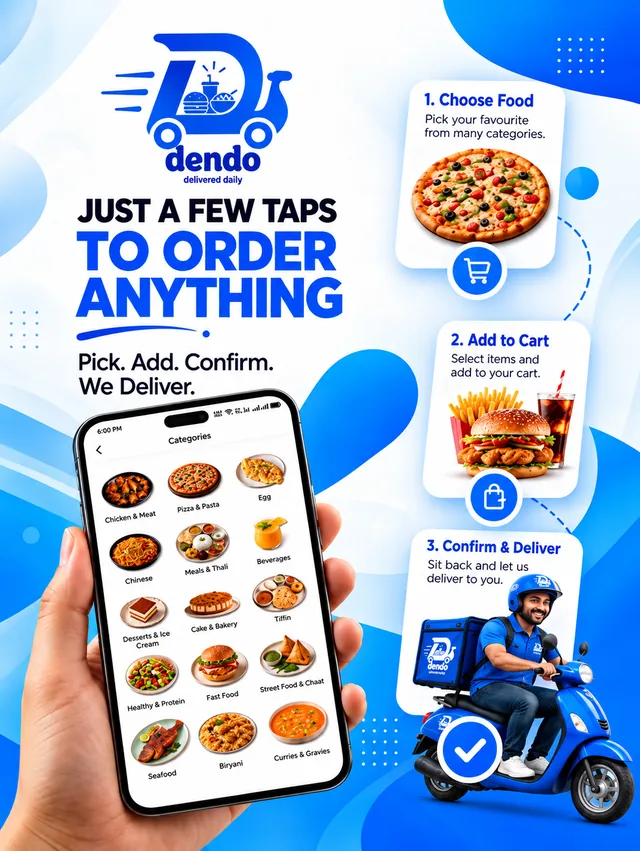 dendo
delivered daily
JUST A FEW TAPS
TO ORDER
ANYTHING
Pick. Add. Confirm.
We Deliver.
6:00 PM
Categories
Chicken & Meat
Pizza & Pasta
Egg
Chinese
Meals & Thali
Beverages
Desserts & Ice
Cream
Cake & Bakery
Tiffin
Healthy & Protein
Fast Food
Street Food & Chaat
Seafood
Biryani
Curries & Gravies
1. Choose Food
Pick your favourite
from many categories.
2. Add to Cart
Select items and
add to your cart.
3. Confirm & Deliver
Sit back and let us
deliver to you.
dendo